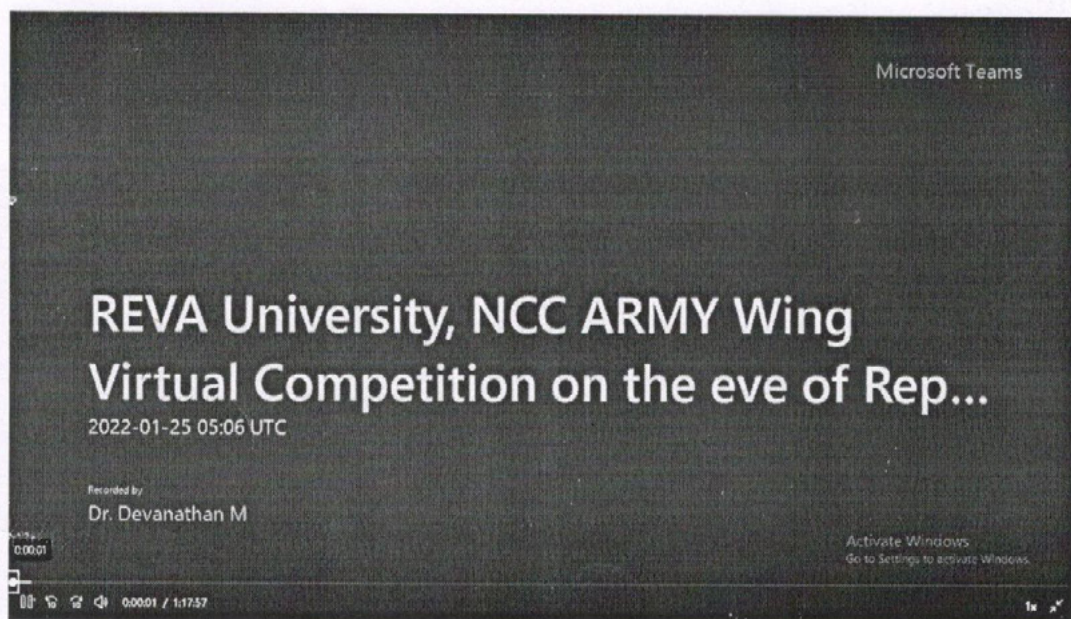 Microsoft Teams
REVA University, NCC ARMY Wing
Virtual Competition on the eve of Rep...
2022-01-25 05:06 UTC
Recorded by
Dr. Devanathan M
0:00:01
Activate Windows
Go to Settings to activate Windows.
0:00:01 / 1:17:57
1x